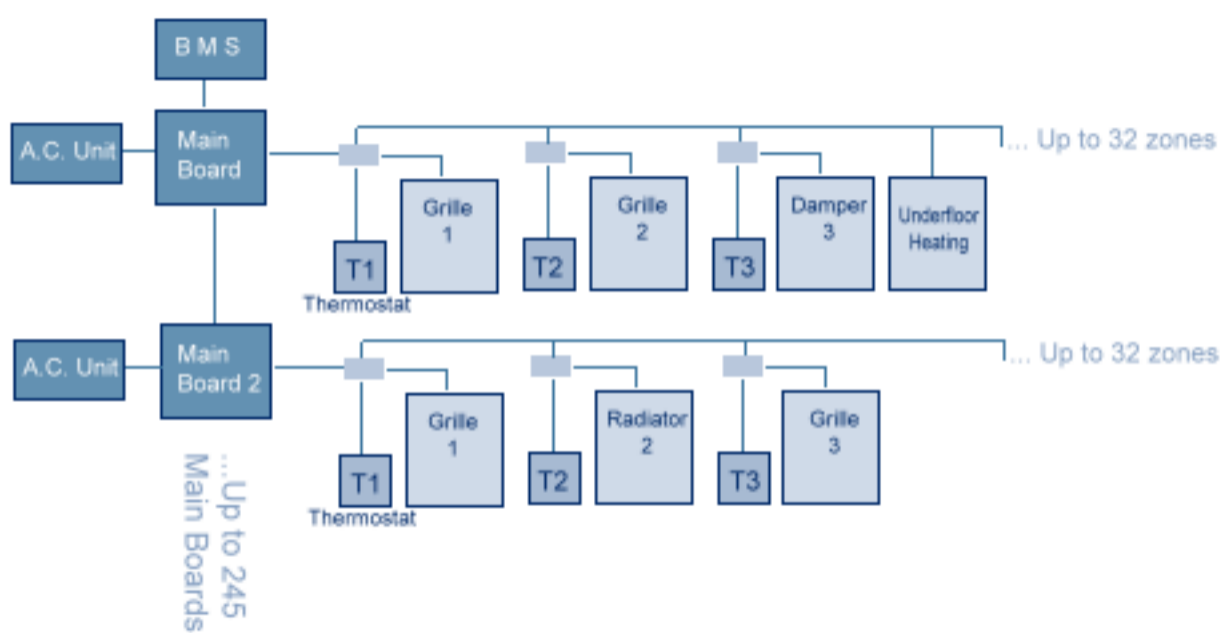 B M S
A.C. Unit
Main
Board
... Up to 32 zones
Grille
1
Grille
2
Damper
3
Underfloor
Heating
T1
T2
T3
Thermostat
A.C. Unit
Main
Board 2
... Up to 32 zones
Grille
1
Radiator
2
Grille
3
T1
T2
T3
Thermostat
...Up to 245
Main Boards